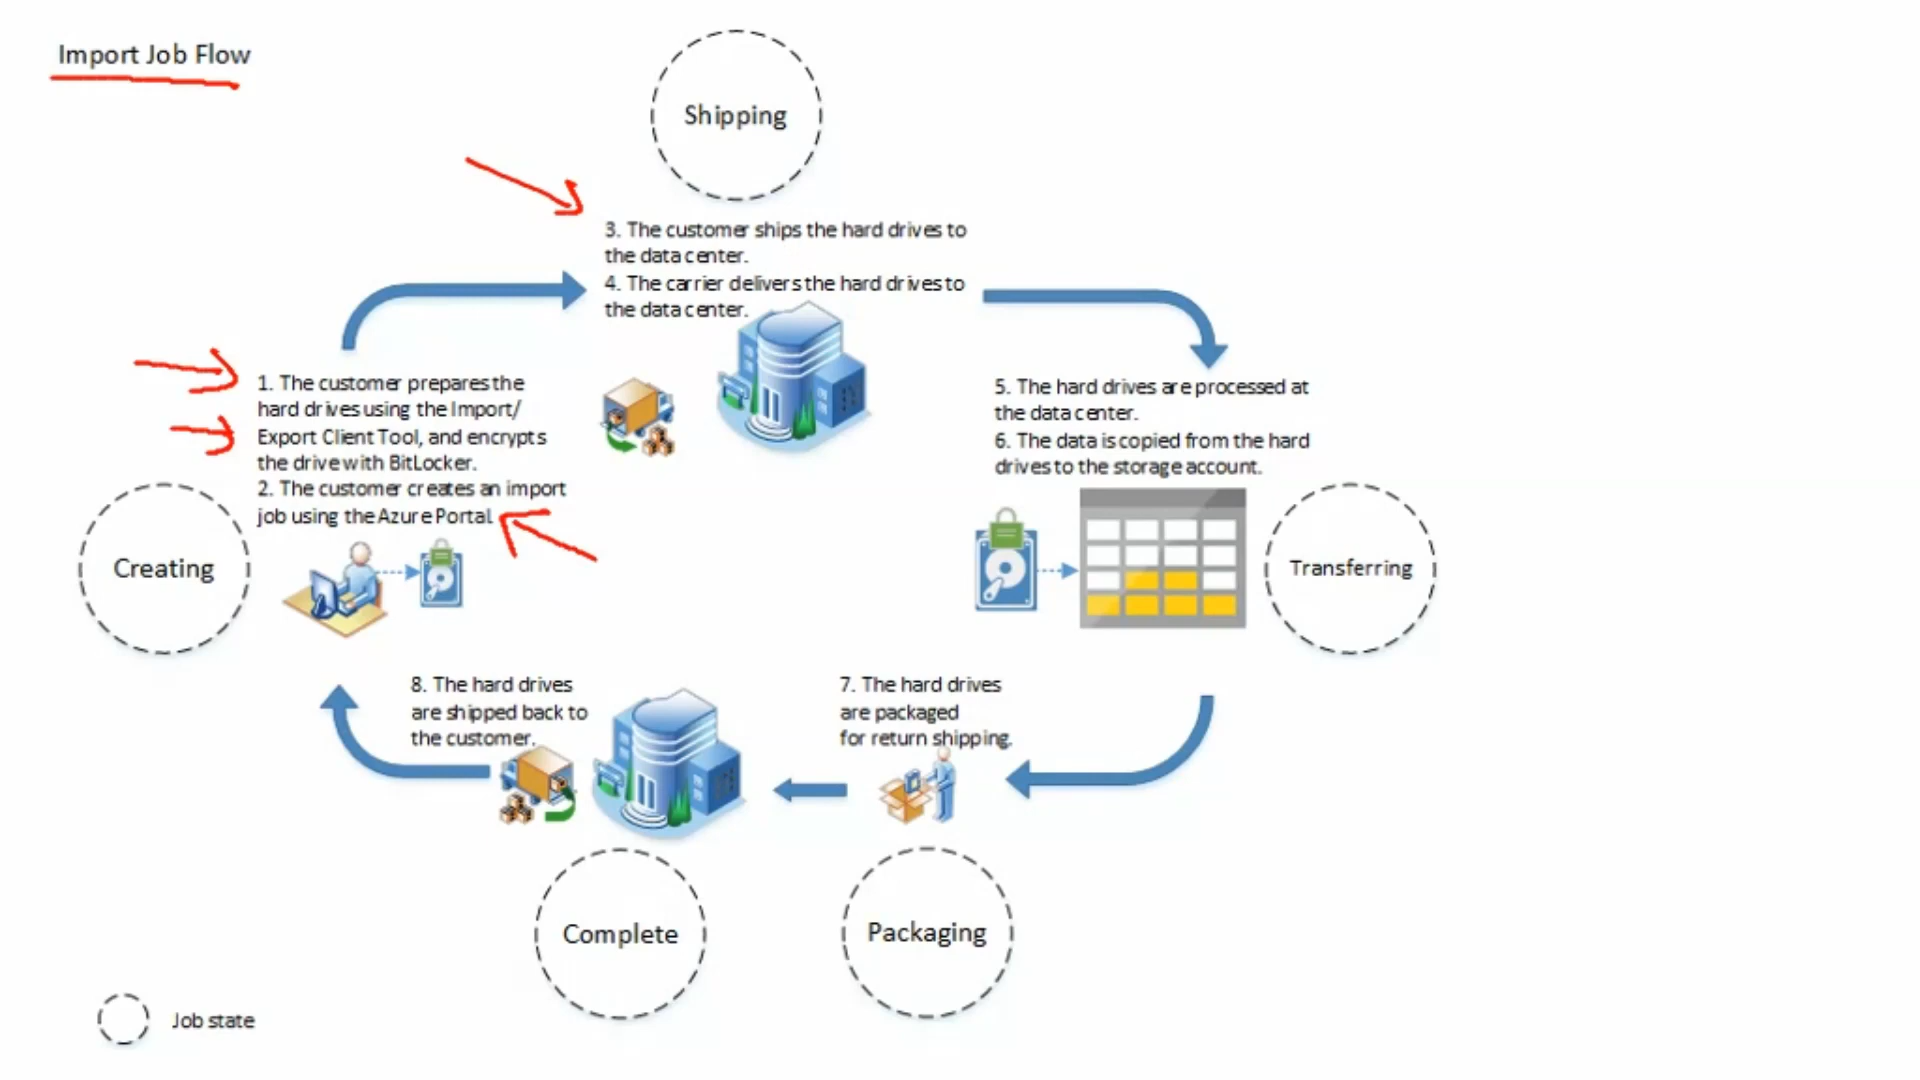 Import Job Flow
Shipping
3. The customer ships the hard drives to
the data center.
4. The carrier delivers the hard drives to
the data center.
1. The customer prepares the
hard drives using the Import/
Export Client Tool, and encrypts
the drive with BitLocker.
2. The customer creates an import
job using the Azure Portal.
Creating
5. The hard drives are processed at
the data center.
6. The data is copied from the hard
drives to the storage account.
Transferring
8. The hard drives
are shipped back to
the customer.
7. The hard drives
are packaged
for return shipping.
Complete
Packaging
Job state